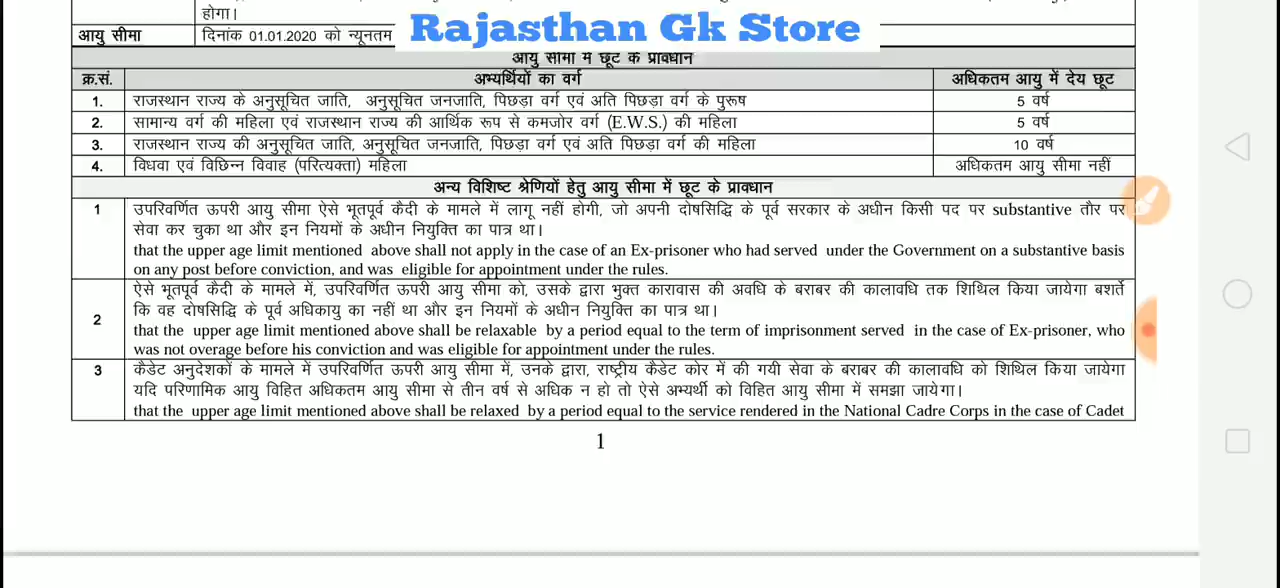 होगा।
Rajasthan Gk Store
आयु सीमा दिनांक 01.01.2020 को न्यूनतम
आयु सीमा में छूट के प्रावधान
क्र.सं. अभ्यर्थियों का वर्ग अधिकतम आयु में देय छूट
1. राजस्थान राज्य के अनुसूचित जाति, अनुसूचित जनजाति, पिछड़ा वर्ग एवं अति पिछड़ा वर्ग के पुरूष 5 वर्ष
2. सामान्य वर्ग की महिला एवं राजस्थान राज्य की आर्थिक रूप से कमजोर वर्ग (E.W.S.) की महिला 5 वर्ष
3. राजस्थान राज्य की अनुसूचित जाति, अनुसूचित जनजाति, पिछड़ा वर्ग एवं अति पिछड़ा वर्ग की महिला 10 वर्ष
4. विधवा एवं विछिन्न विवाह (परित्यक्ता) महिला अधिकतम आयु सीमा नहीं
अन्य विशिष्ट श्रेणियों हेतु आयु सीमा में छूट के प्रावधान
1 उपरिवर्णित ऊपरी आयु सीमा ऐसे भूतपूर्व कैदी के मामले में लागू नहीं होगी, जो अपनी दोषसिद्धि के पूर्व सरकार के अधीन किसी पद पर substantive तौर पर
सेवा कर चुका था और इन नियमों के अधीन नियुक्ति का पात्र था।
that the upper age limit mentioned above shall not apply in the case of an Ex-prisoner who had served under the Government on a substantive basis
on any post before conviction, and was eligible for appointment under the rules.
ऐसे भूतपूर्व कैदी के मामले में, उपरिवर्णित ऊपरी आयु सीमा को, उसके द्वारा भुक्त कारावास की अवधि के बराबर की कालावधि तक शिथिल किया जायेगा बशर्ते
2 कि वह दोषसिद्धि के पूर्व अधिकायु का नहीं था और इन नियमों के अधीन नियुक्ति का पात्र था।
that the upper age limit mentioned above shall be relaxable by a period equal to the term of imprisonment served in the case of Ex-prisoner, who
was not overage before his conviction and was eligible for appointment under the rules.
3 कैडेट अनुदेशकों के मामले में उपरिवर्णित ऊपरी आयु सीमा में, उनके द्वारा, राष्ट्रीय कैडेट कोर में की गयी सेवा के बराबर की कालावधि को शिथिल किया जायेगा
यदि परिणामिक आयु विहित अधिकतम आयु सीमा से तीन वर्ष से अधिक न हो तो ऐसे अभ्यर्थी को विहित आयु सीमा में समझा जायेगा।
that the upper age limit mentioned above shall be relaxed by a period equal to the service rendered in the National Cadre Corps in the case of Cadet
1